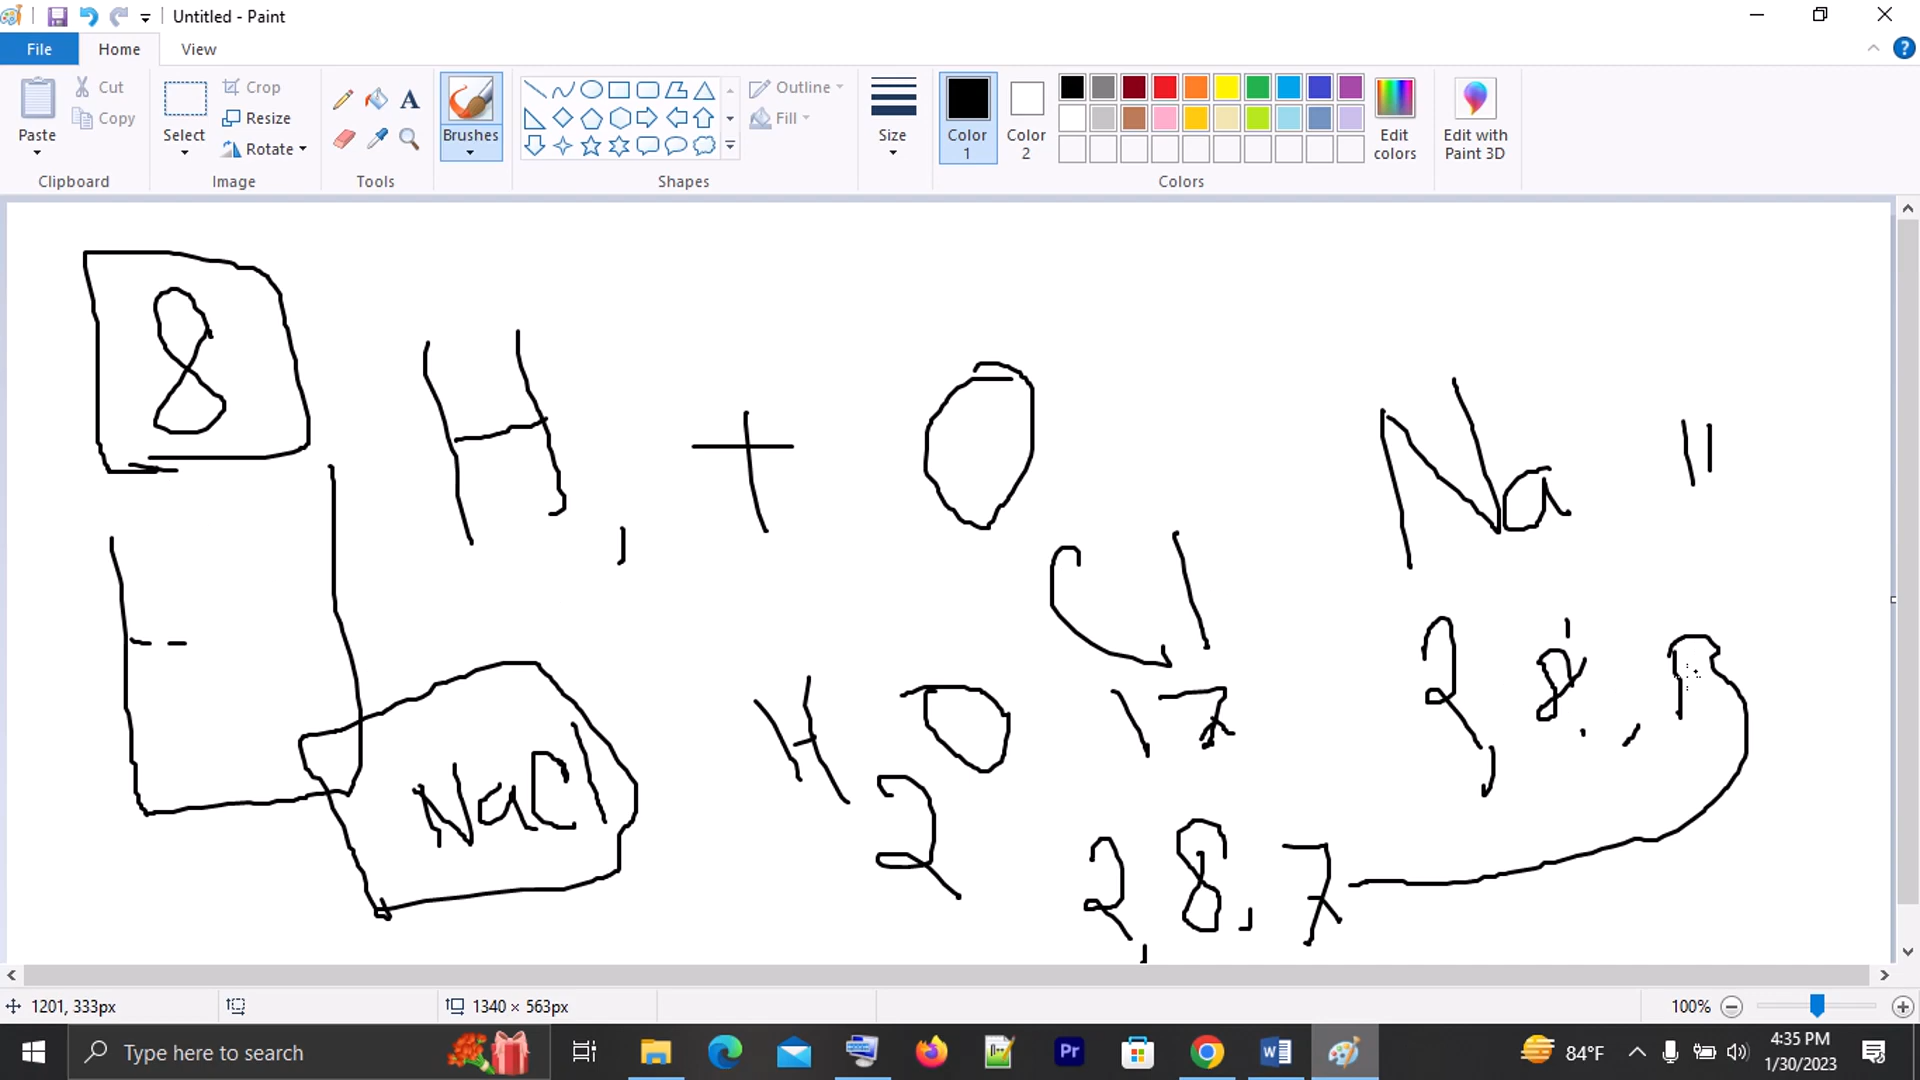 Untitled - Paint
File Home View
Paste Cut Copy Select Crop Resize Rotate Brushes Outline Fill Size Color 1 Color 2 Edit colors Edit with Paint 3D
Clipboard Image Tools Shapes Colors
8 H, + O Na 11
Cl
H O 17 2, 8,
2
NaCl
2, 8, 7
1201, 333px 1340 × 563px 100%
Type here to search Pr W 84°F 4:35 PM
1/30/2023